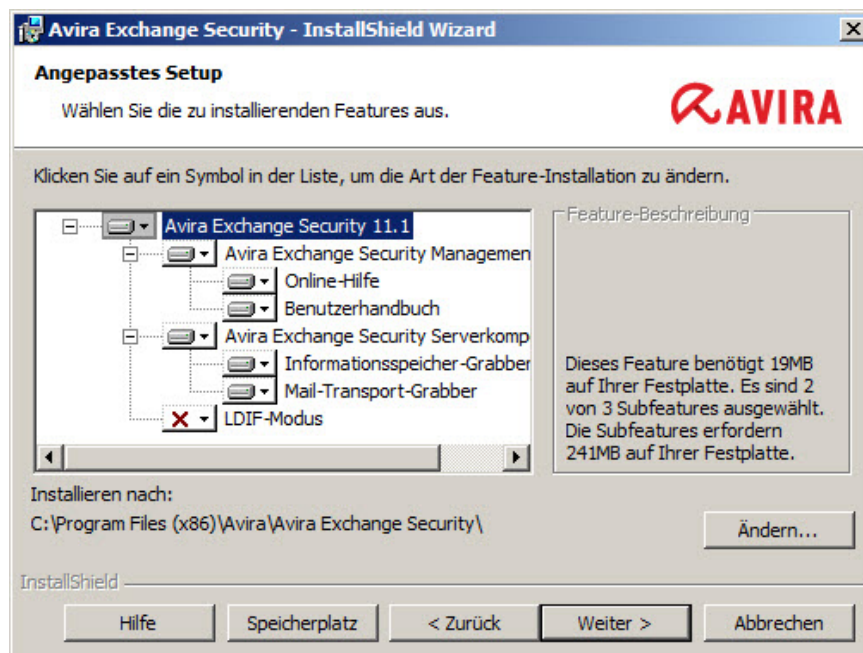 Avira Exchange Security - InstallShield Wizard
Angepasstes Setup
Wählen Sie die zu installierenden Features aus.
AVIRA
Klicken Sie auf ein Symbol in der Liste, um die Art der Feature-Installation zu ändern.
Avira Exchange Security 11.1
Avira Exchange Security Managemen
Online-Hilfe
Benutzerhandbuch
Avira Exchange Security Serverkomp
Informationsspeicher-Grabber
Mail-Transport-Grabber
LDIF-Modus
Feature-Beschreibung
Dieses Feature benötigt 19MB
auf Ihrer Festplatte. Es sind 2
von 3 Subfeatures ausgewählt.
Die Subfeatures erfordern
241MB auf Ihrer Festplatte.
Installieren nach:
C:\Program Files (x86)\Avira\Avira Exchange Security\
Ändern...
InstallShield
Hilfe
Speicherplatz
< Zurück
Weiter >
Abbrechen